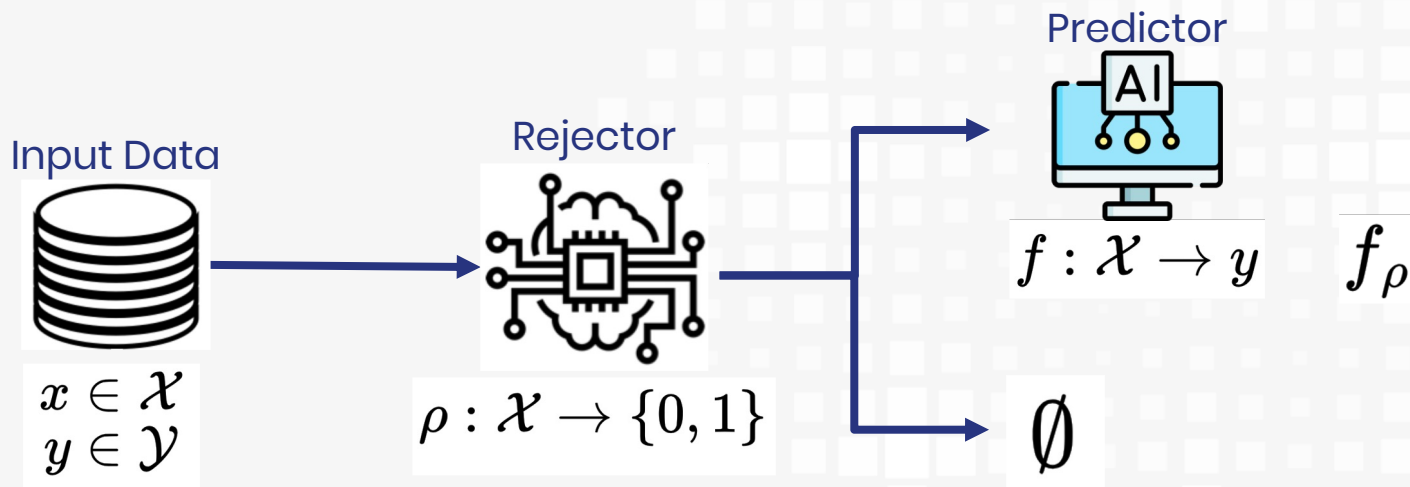 Input Data
x ∈ 𝒳
y ∈ 𝒴
Rejector
ρ : 𝒳 → {0, 1}
Predictor
AI
f : 𝒳 → y
∅
f_ρ